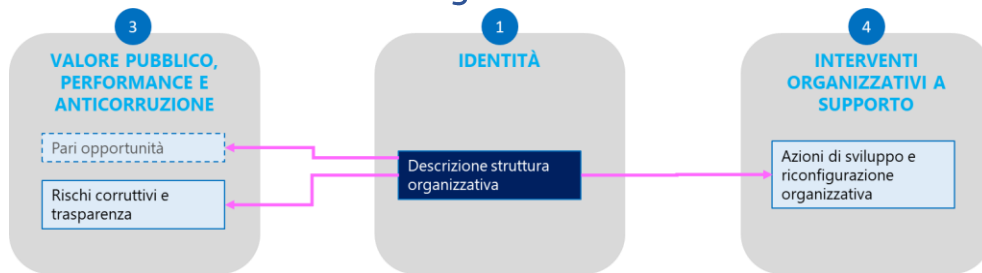 3
VALORE PUBBLICO,
PERFORMANCE E
ANTICORRUZIONE
Pari opportunità
Rischi corruttivi e
trasparenza
1
IDENTITÀ
Descrizione struttura
organizzativa
4
INTERVENTI
ORGANIZZATIVI A
SUPPORTO
Azioni di sviluppo e
riconfigurazione
organizzativa